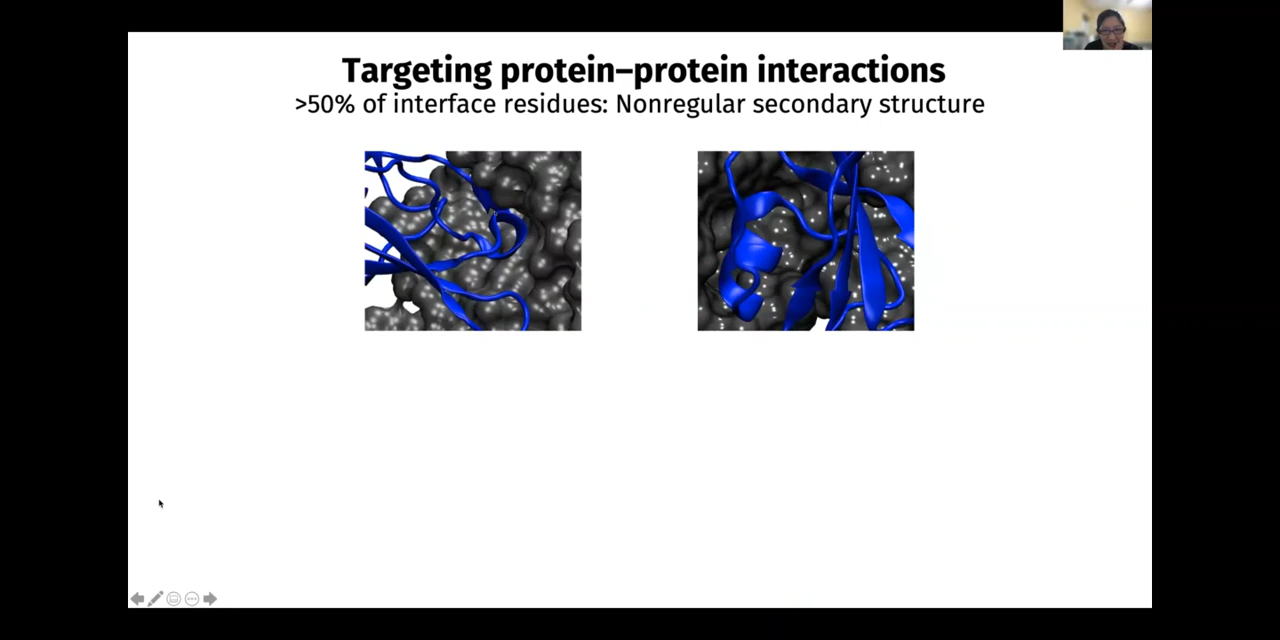 Targeting protein–protein interactions
>50% of interface residues: Nonregular secondary structure